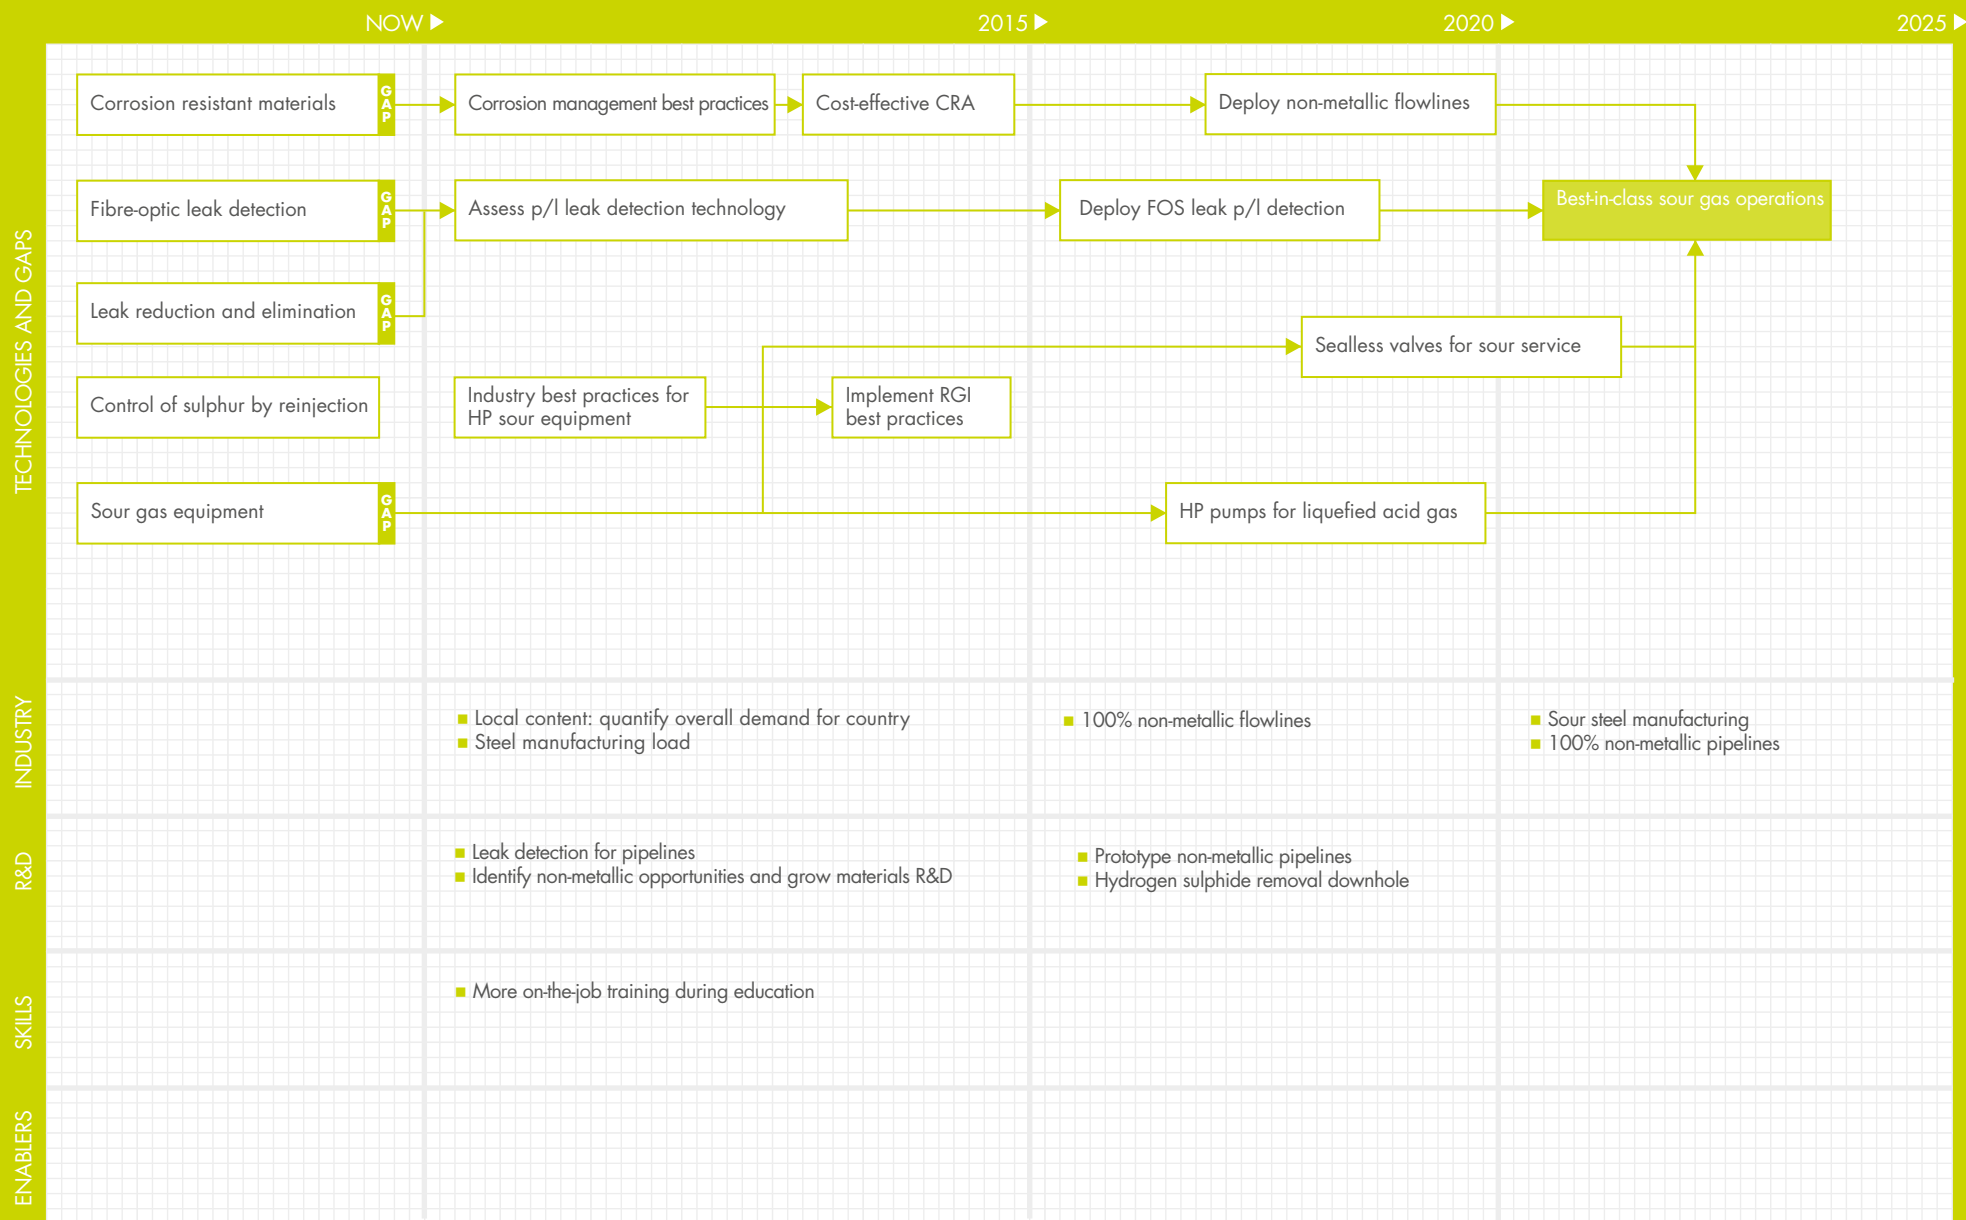 NOW
2015
2020
2025
TECHNOLOGIES AND GAPS
Corrosion resistant materials
GAP
Corrosion management best practices
Cost-effective CRA
Deploy non-metallic flowlines
Fibre-optic leak detection
GAP
Assess p/l leak detection technology
Deploy FOS leak p/l detection
Best-in-class sour gas operations
Leak reduction and elimination
GAP
Sealless valves for sour service
Control of sulphur by reinjection
Industry best practices for
HP sour equipment
Implement RGI
best practices
Sour gas equipment
GAP
HP pumps for liquefied acid gas
INDUSTRY
Local content: quantify overall demand for country
Steel manufacturing load
100% non-metallic flowlines
Sour steel manufacturing
100% non-metallic pipelines
R&D
Leak detection for pipelines
Identify non-metallic opportunities and grow materials R&D
Prototype non-metallic pipelines
Hydrogen sulphide removal downhole
SKILLS
More on-the-job training during education
ENABLERS